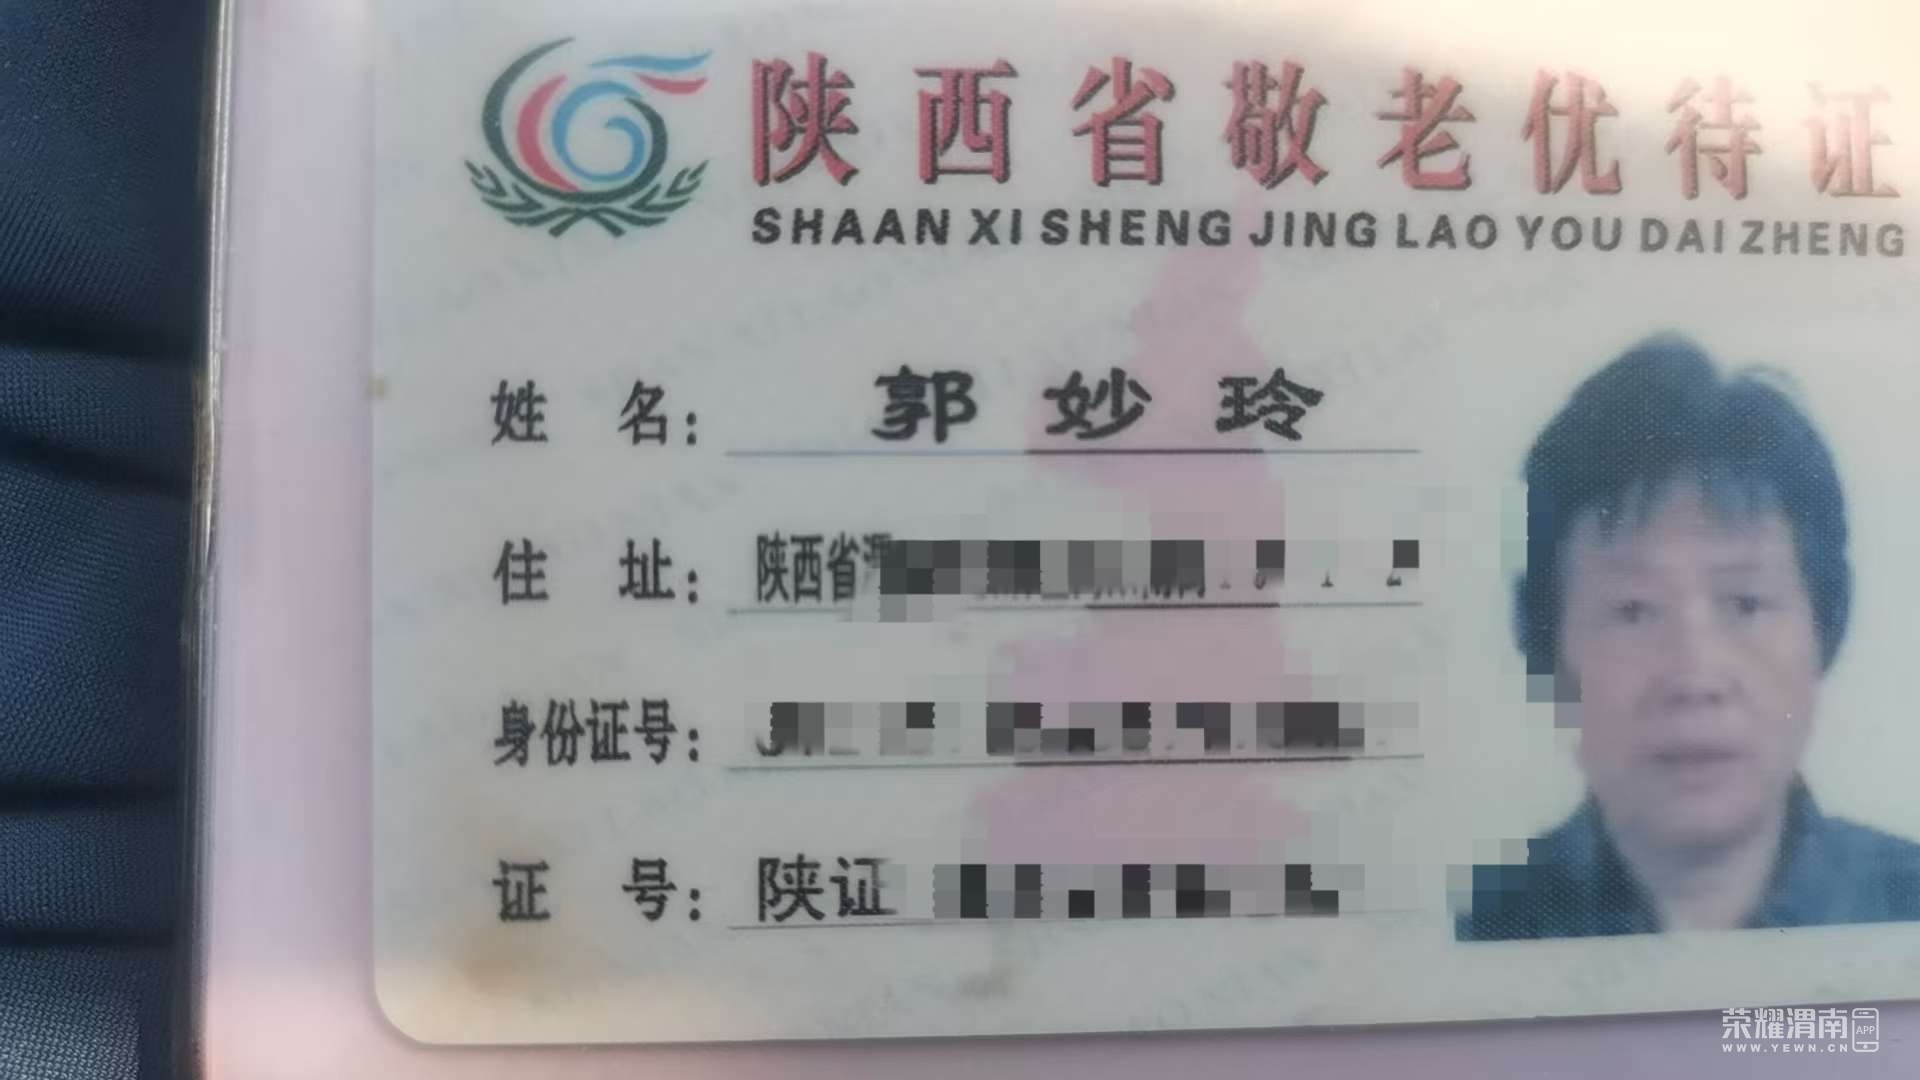 陕西省敬老优待证
SHAAN XI SHENG JING LAO YOU DAI ZHENG
姓 名： 郭妙玲
住 址： 陕西省
身份证号：
证 号： 陕证
荣耀渭南 APP
WWW.YEWN.CN